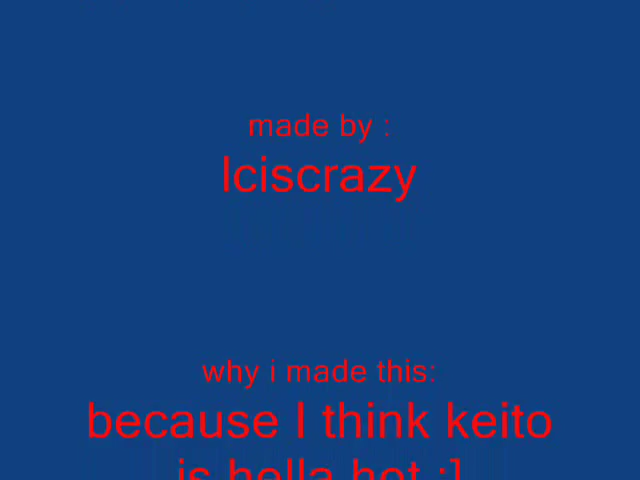 made by :
lciscrazy
why i made this:
because I think keito
is hella hot :]